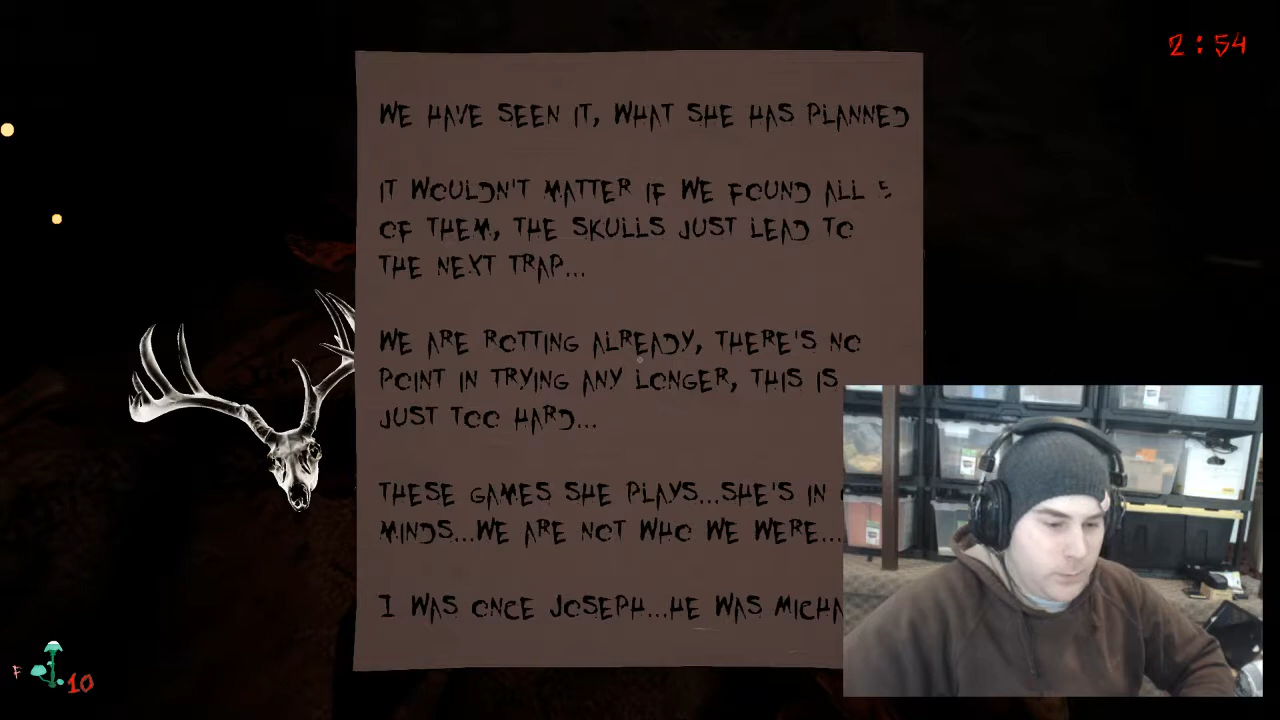 2:54
WE HAVE SEEN IT, WHAT SHE HAS PLANNED
IT WOULDN'T MATTER IF WE FOUND ALL 5
OF THEM, THE SKULLS JUST LEAD TO
THE NEXT TRAP...
WE ARE ROTTING ALREADY, THERE'S NO
POINT IN TRYING ANY LONGER, THIS IS
JUST TOO HARD...
THESE GAMES SHE PLAYS...SHE'S IN
MINDS...WE ARE NOT WHO WE WERE...
I WAS ONCE JOSEPH...HE WAS MICHA
F 10